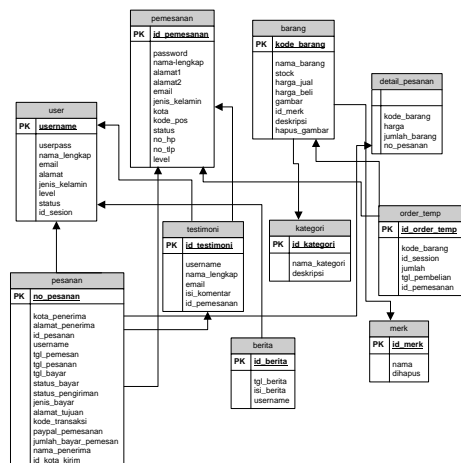 pemesanan
PK id_pemesanan
password
nama-lengkap
alamat1
alamat2
email
jenis_kelamin
kota
kode_pos
status
no_hp
no_tlp
level
barang
PK kode_barang
nama_barang
stock
harga_jual
harga_beli
gambar
id_merk
deskripsi
hapus_gambar
detail_pesanan
kode_barang
harga
jumlah_barang
no_pesanan
user
PK username
userpass
nama_lengkap
email
alamat
jenis_kelamin
level
status
id_sesion
testimoni
PK id_testimoni
username
nama_lengkap
email
isi_komentar
id_pemesanan
kategori
PK id_kategori
nama_kategori
deskripsi
order_temp
PK id_order_temp
kode_barang
id_session
jumlah
tgl_pembelian
id_pemesanan
pesanan
PK no_pesanan
kota_penerima
alamat_penerima
id_pesanan
username
tgl_pemesan
tgl_pesanan
tgl_bayar
status_bayar
status_pengiriman
jenis_bayar
alamat_tujuan
kode_transaksi
paypal_pemesanan
jumlah_bayar_pemesan
nama_penerima
id_kota_kirim
berita
PK id_berita
tgl_berita
isi_berita
username
merk
PK id_merk
nama
dihapus